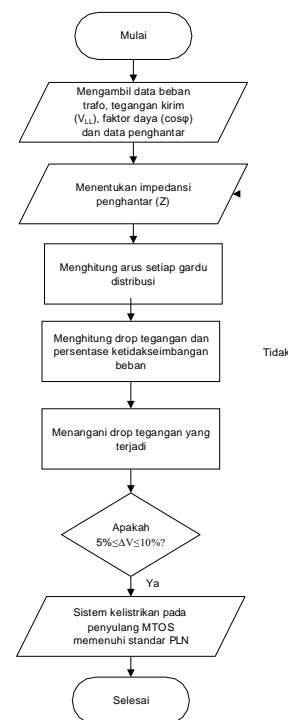 Mulai
Mengambil data beban
trafo, tegangan kirim
(VLL), faktor daya (cosφ)
dan data penghantar
Menentukan impedansi
penghantar (Z)
Menghitung arus setiap gardu
distribusi
Menghitung drop tegangan dan
persentase ketidakseimbangan
beban
Tidak
Menangani drop tegangan yang
terjadi
Apakah
5%≤ΔV≤10%?
Ya
Sistem kelistrikan pada
penyulang MTOS
memenuhi standar PLN
Selesai